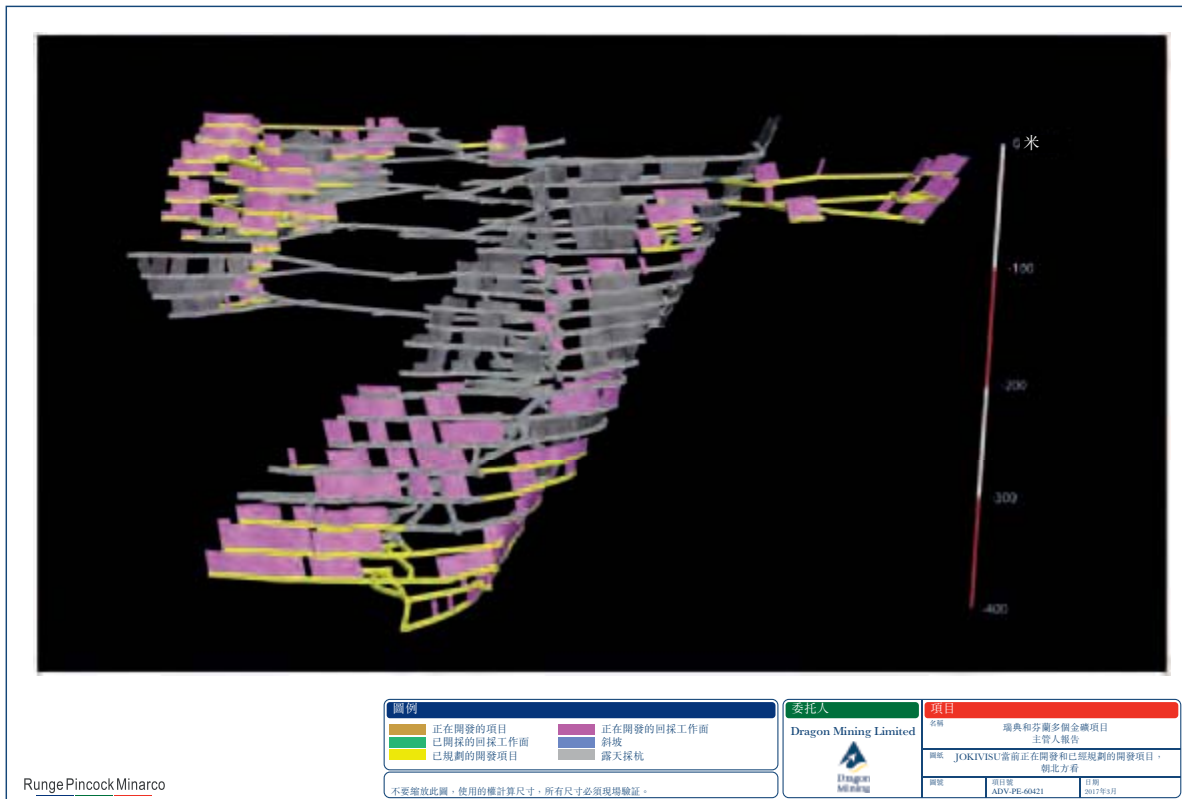 0 米
-100
-200
-300
-400
圖例
正在開發的項目
正在開發的回採工作面
已開採的回採工作面
斜坡
已規劃的開發項目
露天採杭
不要縮放此圖，使用的權計算尺寸，所有尺寸必須現場驗証。
委托人
Dragon Mining Limited
Dragon
Mining
項目
名稱
瑞典和芬蘭多個金礦項目
主管人報告
圖紙
JOKIVISU當前正在開發和已經規劃的開發項目，
朝北方看
圖號
項目號
ADV-PE-60421
日期
2017年3月
Runge Pincock Minarco